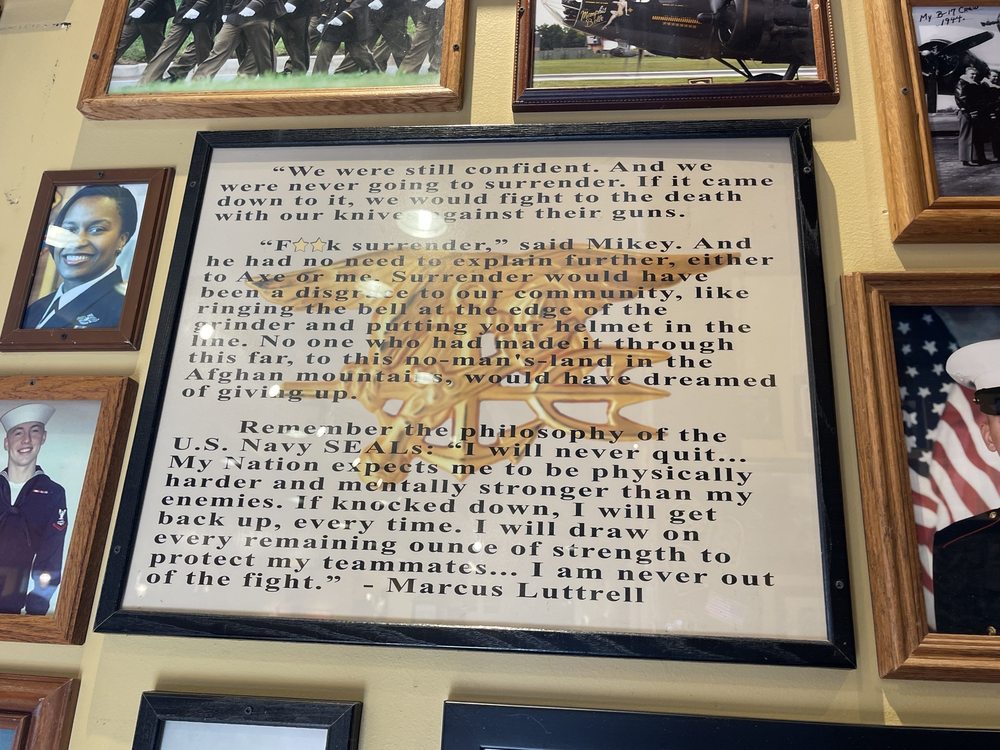 Memphis Belle
My B-17 Crew
1944.
“We were still confident. And we
were never going to surrender. If it came
down to it, we would fight to the death
with our knives against their guns.
“F☆☆k surrender,” said Mikey. And
he had no need to explain further, either
to Axe or me. Surrender would have
been a disgrace to our community, like
ringing the bell at the edge of the
grinder and putting your helmet in the
line. No one who had made it through
this far, to this no-man's-land in the
Afghan mountains, would have dreamed
of giving up.
Remember the philosophy of the
U.S. Navy SEALs: “I will never quit...
My Nation expects me to be physically
harder and mentally stronger than my
enemies. If knocked down, I will get
back up, every time. I will draw on
every remaining ounce of strength to
protect my teammates... I am never out
of the fight.” - Marcus Luttrell